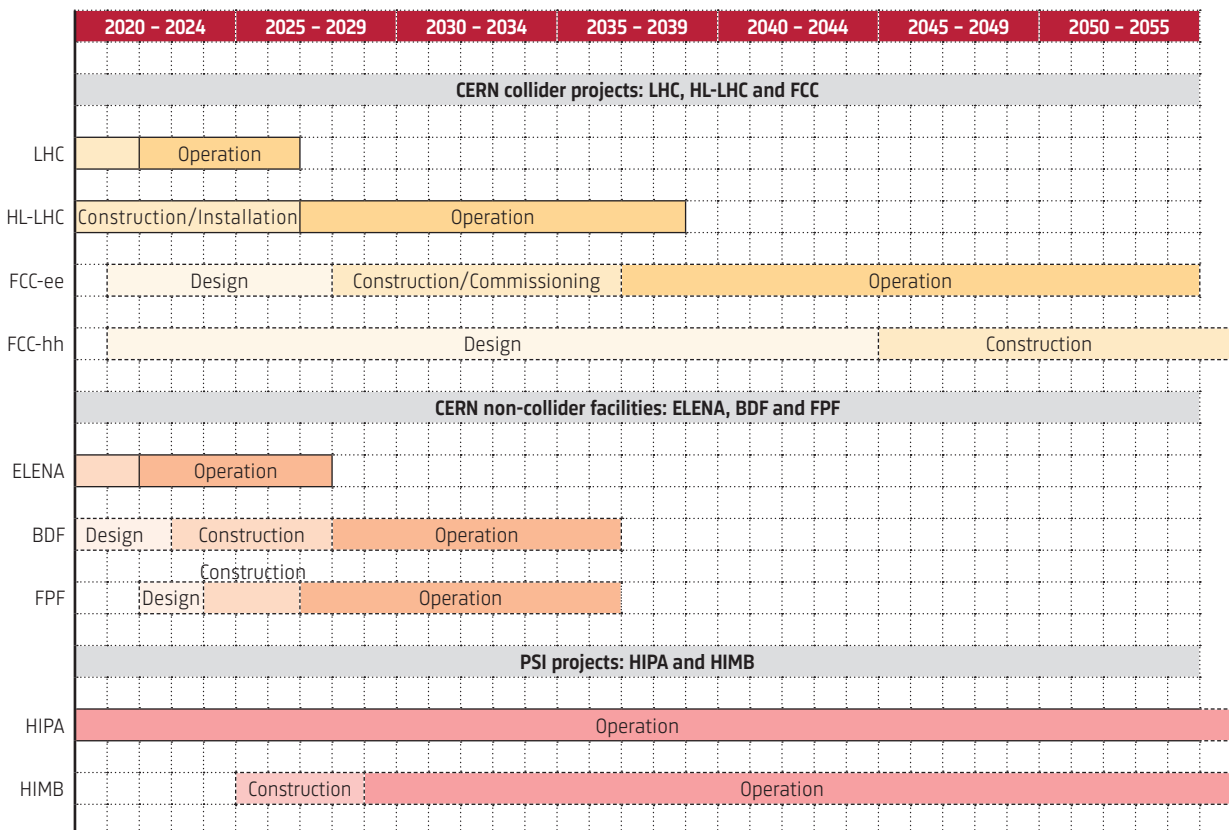 2020 – 2024 2025 – 2029 2030 – 2034 2035 – 2039 2040 – 2044 2045 – 2049 2050 – 2055
CERN collider projects: LHC, HL-LHC and FCC
LHC Operation
HL-LHC Construction/Installation Operation
FCC-ee Design Construction/Commissioning Operation
FCC-hh Design Construction
CERN non-collider facilities: ELENA, BDF and FPF
ELENA Operation
BDF Design Construction Operation
Construction
FPF Design Operation
PSI projects: HIPA and HIMB
HIPA Operation
HIMB Construction Operation